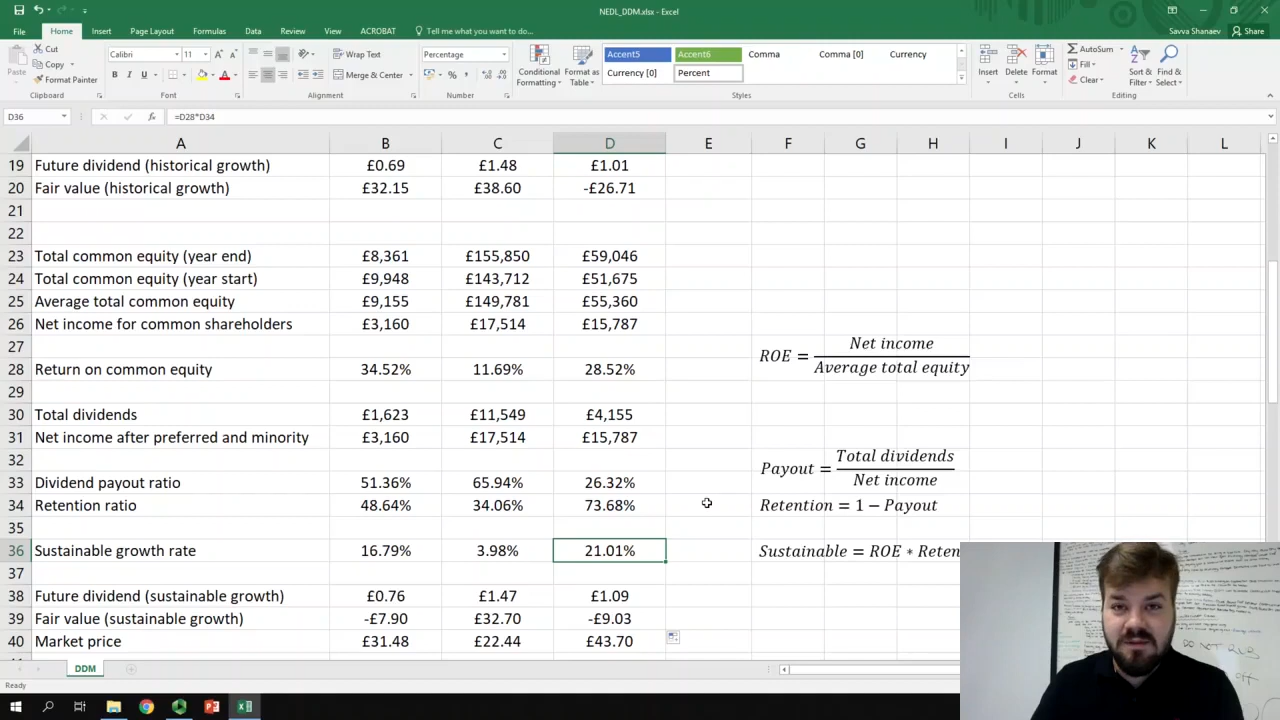 NEDL_DDM.xlsx - Excel
Savva Shanaev
Share
File Home Insert Page Layout Formulas Data Review View ACROBAT Tell me what you want to do...
Paste
Cut
Copy
Format Painter
Clipboard
Calibri 11
B I U
Font
Wrap Text
Merge & Center
Alignment
Percentage
Number
Conditional Formatting
Format as Table
Accent5 Accent6 Comma Comma [0] Currency
Currency [0] Percent
Styles
Insert Delete Format
Cells
AutoSum
Fill
Clear
Sort & Filter
Find & Select
Editing
D36 fx =D28*D34
A B C D E F G H I J K L
19 Future dividend (historical growth) £0.69 £1.48 £1.01
20 Fair value (historical growth) £32.15 £38.60 -£26.71
21
22
23 Total common equity (year end) £8,361 £155,850 £59,046
24 Total common equity (year start) £9,948 £143,712 £51,675
25 Average total common equity £9,155 £149,781 £55,360
26 Net income for common shareholders £3,160 £17,514 £15,787
27
ROE = Net income / Average total equity
28 Return on common equity 34.52% 11.69% 28.52%
29
30 Total dividends £1,623 £11,549 £4,155
31 Net income after preferred and minority £3,160 £17,514 £15,787
32
Payout = Total dividends / Net income
33 Dividend payout ratio 51.36% 65.94% 26.32%
34 Retention ratio 48.64% 34.06% 73.68% Retention = 1 − Payout
35
36 Sustainable growth rate 16.79% 3.98% 21.01% Sustainable = ROE * Reten
37
38 Future dividend (sustainable growth) £0.76 £1.47 £1.09
39 Fair value (sustainable growth) -£7.90 £32.70 -£9.03
40 Market price £31.48 £22.44 £43.70
DDM
Ready